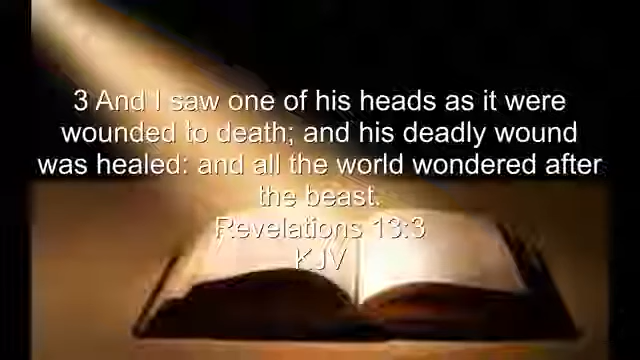 3 And I saw one of his heads as it were
wounded to death; and his deadly wound
was healed: and all the world wondered after
the beast.
Revelations 13:3
KJV